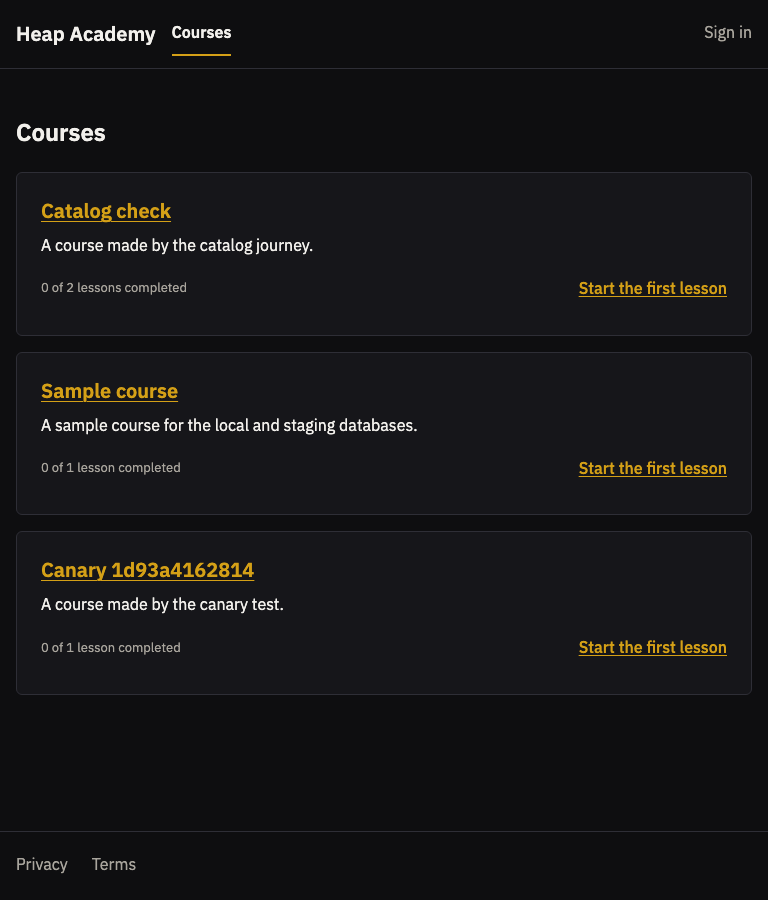 Heap Academy
Courses
Sign in
Courses
Catalog check
A course made by the catalog journey.
0 of 2 lessons completed
Start the first lesson
Sample course
A sample course for the local and staging databases.
0 of 1 lesson completed
Start the first lesson
Canary 1d93a4162814
A course made by the canary test.
0 of 1 lesson completed
Start the first lesson
Privacy
Terms